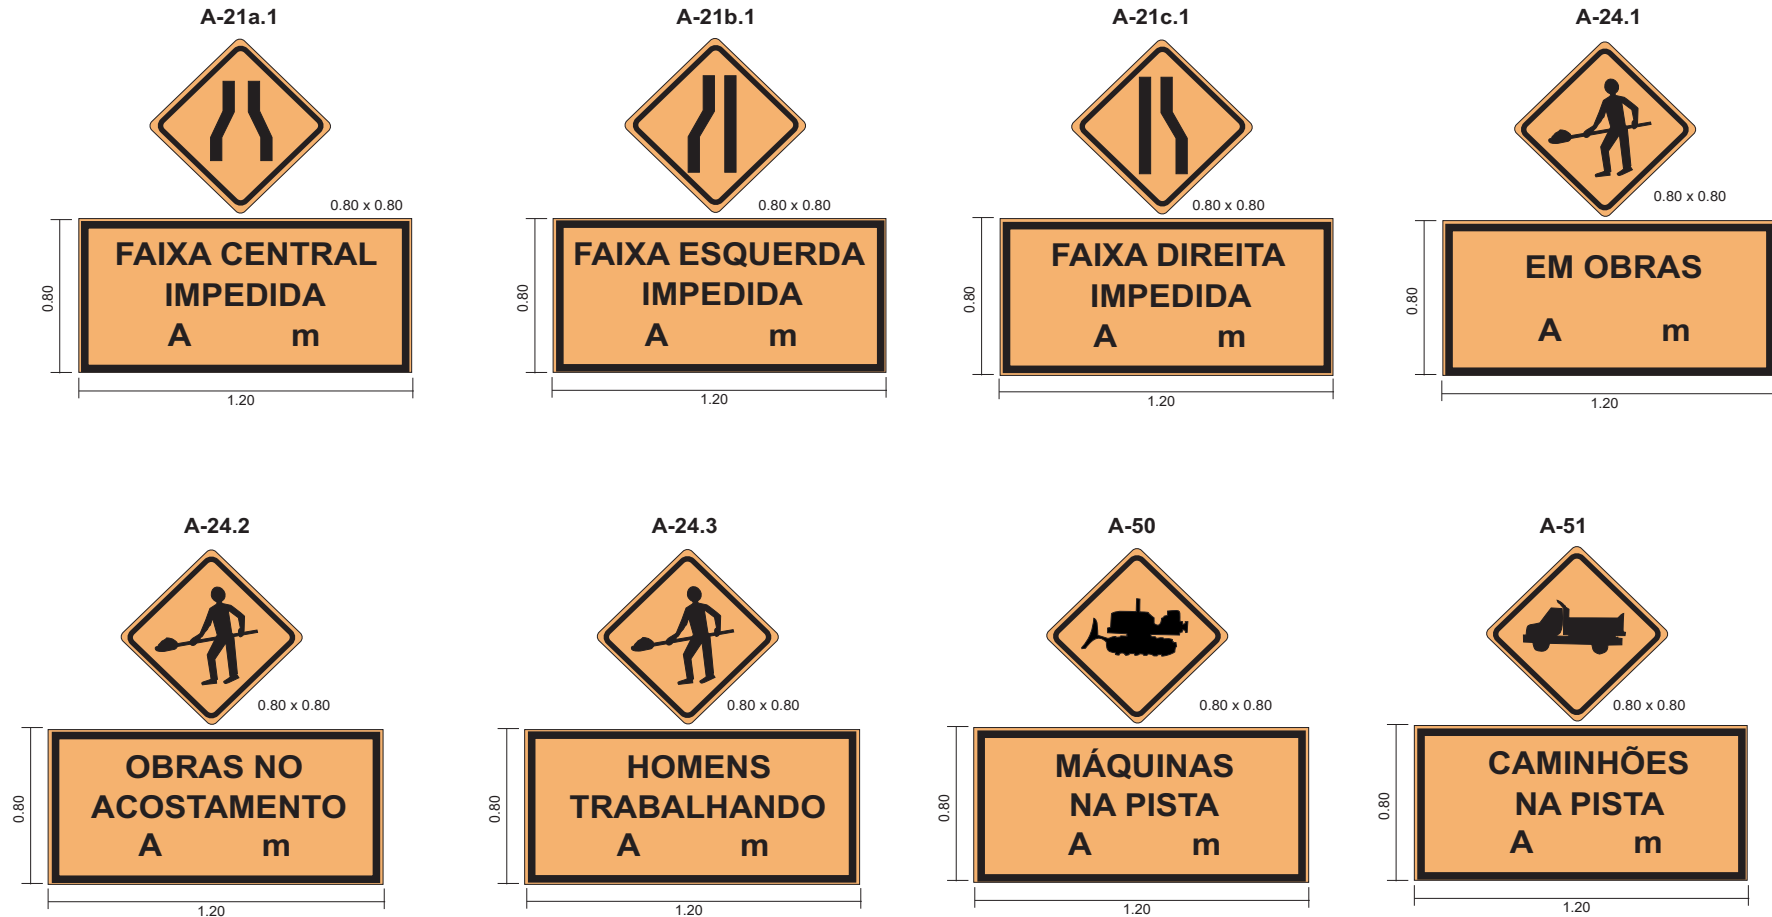 A-21a.1
0.80 x 0.80
FAIXA CENTRAL
IMPEDIDA
A m
0.80
1.20
A-21b.1
0.80 x 0.80
FAIXA ESQUERDA
IMPEDIDA
A m
0.80
1.20
A-21c.1
0.80 x 0.80
FAIXA DIREITA
IMPEDIDA
A m
0.80
1.20
A-24.1
0.80 x 0.80
EM OBRAS
A m
0.80
1.20
A-24.2
0.80 x 0.80
OBRAS NO
ACOSTAMENTO
A m
0.80
1.20
A-24.3
0.80 x 0.80
HOMENS
TRABALHANDO
A m
0.80
1.20
A-50
0.80 x 0.80
MÁQUINAS
NA PISTA
A m
0.80
1.20
A-51
0.80 x 0.80
CAMINHÕES
NA PISTA
A m
0.80
1.20